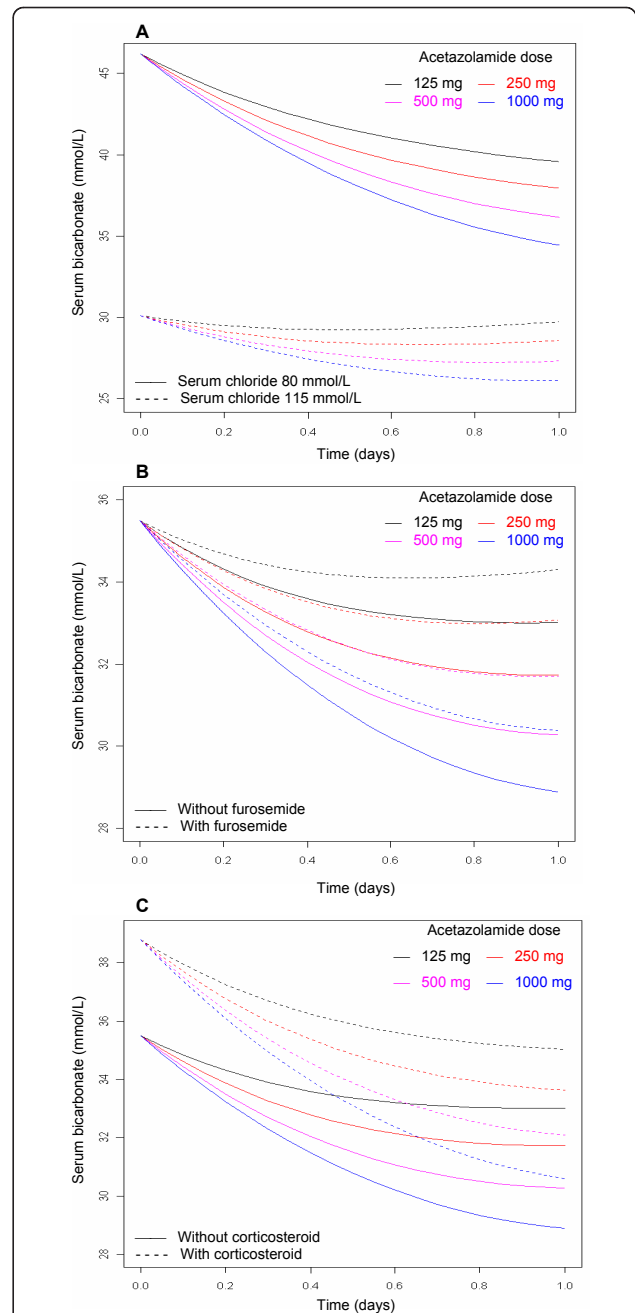 A
Acetazolamide dose
125 mg 250 mg
500 mg 1000 mg
Serum bicarbonate (mmol/L)
45
40
35
30
25
Serum chloride 80 mmol/L
Serum chloride 115 mmol/L
0.0 0.2 0.4 0.6 0.8 1.0
Time (days)
B
Acetazolamide dose
125 mg 250 mg
500 mg 1000 mg
Serum bicarbonate (mmol/L)
36
34
32
30
28
Without furosemide
With furosemide
0.0 0.2 0.4 0.6 0.8 1.0
Time (days)
C
Acetazolamide dose
125 mg 250 mg
500 mg 1000 mg
Serum bicarbonate (mmol/L)
38
36
34
32
30
28
Without corticosteroid
With corticosteroid
0.0 0.2 0.4 0.6 0.8 1.0
Time (days)